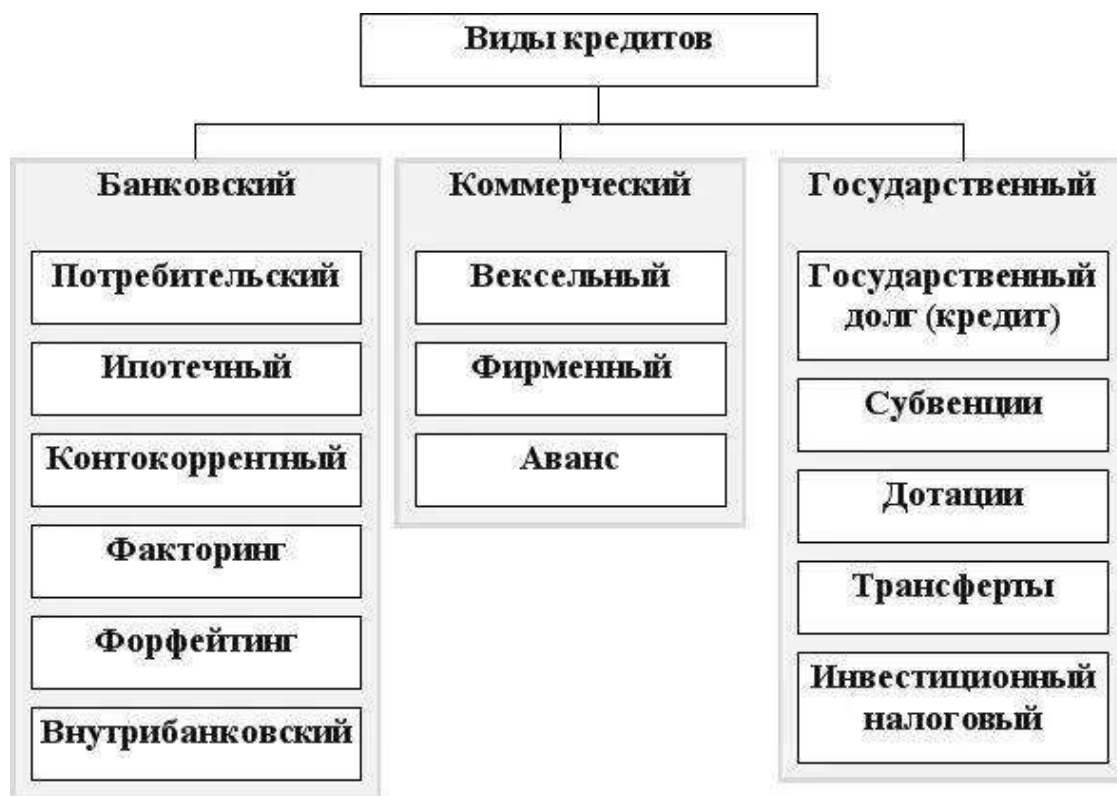 Виды кредитов
Банковский
Потребительский
Ипотечный
Контокоррентный
Факторинг
Форфейтинг
Внутрибанковский
Коммерческий
Вексельный
Фирменный
Аванс
Государственный
Государственный
долг (кредит)
Субвенции
Дотации
Трансферты
Инвестиционный
налоговый